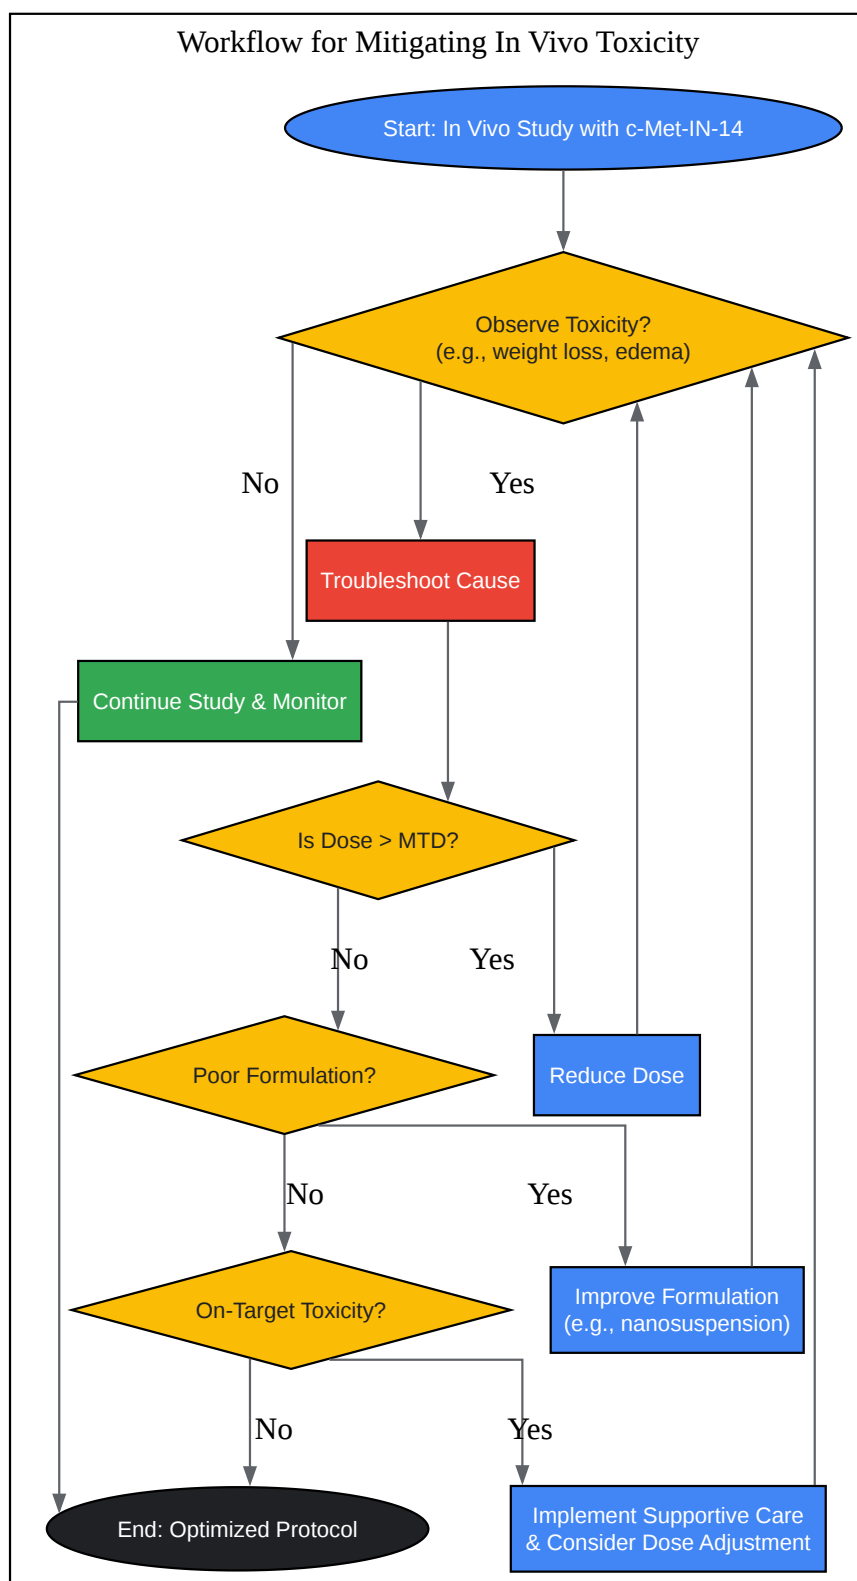 Workflow for Mitigating In Vivo Toxicity
Start: In Vivo Study with c-Met-IN-14
Observe Toxicity?
(e.g., weight loss, edema)
No
Yes
Troubleshoot Cause
Continue Study & Monitor
Is Dose > MTD?
No
Yes
Poor Formulation?
Reduce Dose
No
Yes
Improve Formulation
(e.g., nanosuspension)
On-Target Toxicity?
No
Yes
End: Optimized Protocol
Implement Supportive Care
& Consider Dose Adjustment